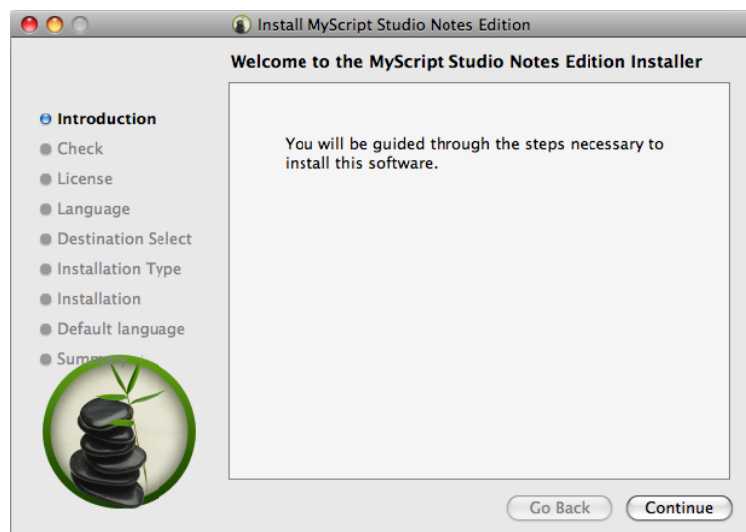 Install MyScript Studio Notes Edition
Welcome to the MyScript Studio Notes Edition Installer
Introduction
Check
License
Language
Destination Select
Installation Type
Installation
Default language
Summary
You will be guided through the steps necessary to
install this software.
Go Back
Continue